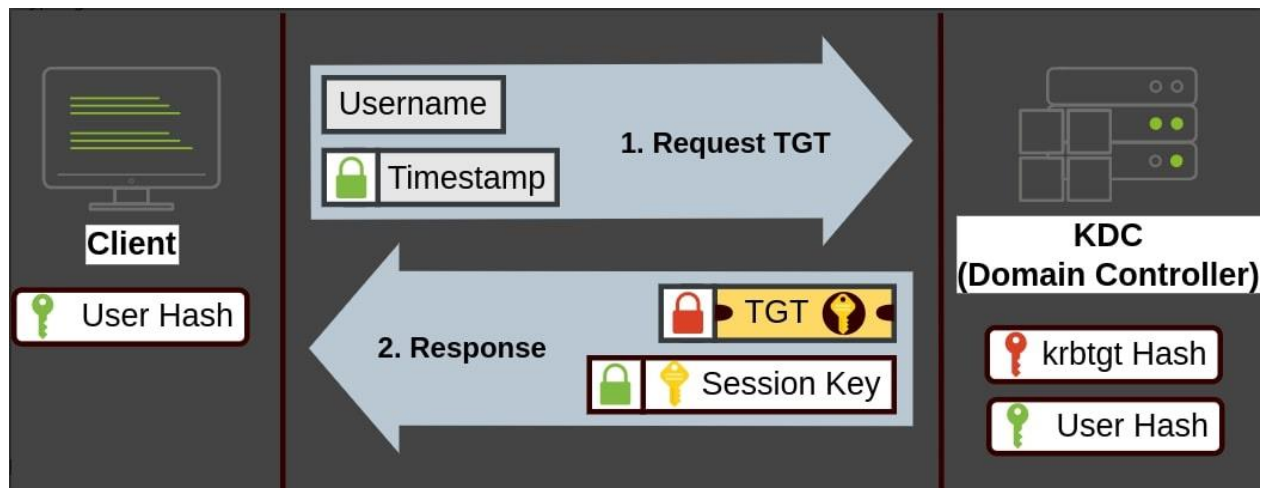 Username
Timestamp
1. Request TGT
Client
User Hash
KDC
(Domain Controller)
TGT
2. Response
Session Key
krbtgt Hash
User Hash